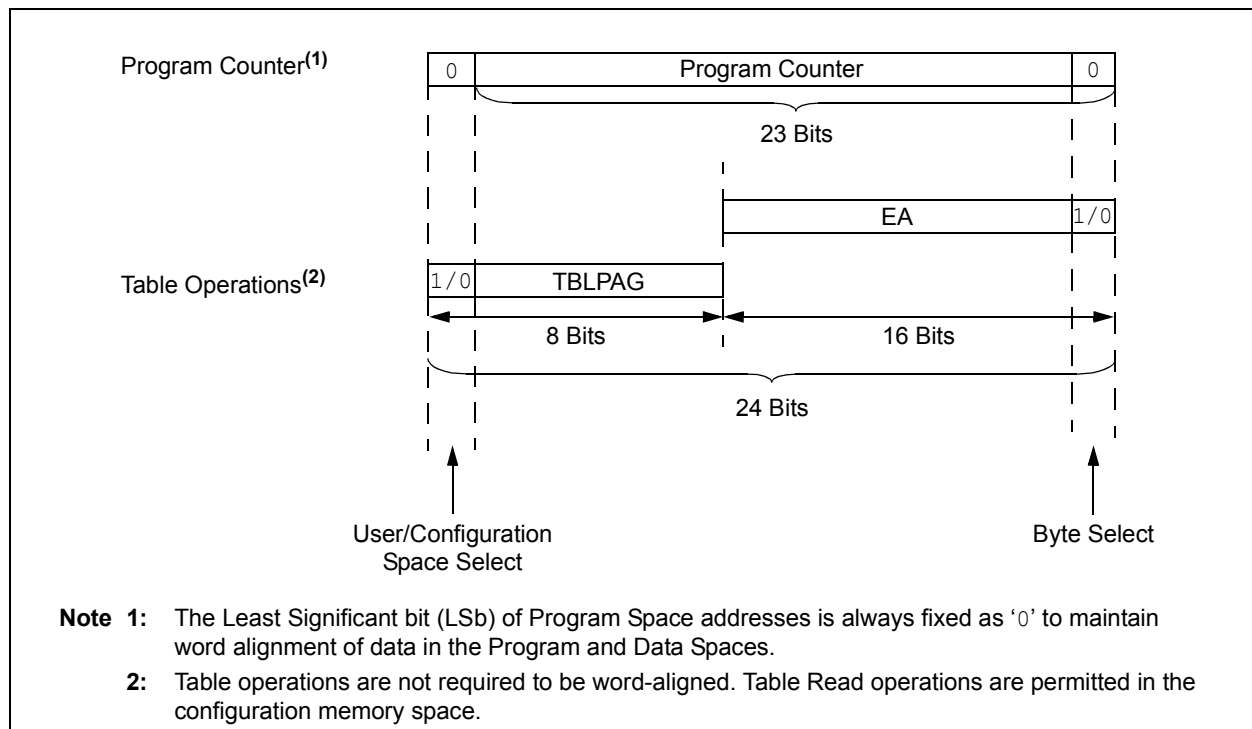 Program Counter(1)
0
Program Counter
0
23 Bits
EA
1/0
Table Operations(2)
1/0
TBLPAG
8 Bits
16 Bits
24 Bits
User/Configuration
Space Select
Byte Select
Note 1: The Least Significant bit (LSb) of Program Space addresses is always fixed as ‘0’ to maintain
word alignment of data in the Program and Data Spaces.
2: Table operations are not required to be word-aligned. Table Read operations are permitted in the
configuration memory space.